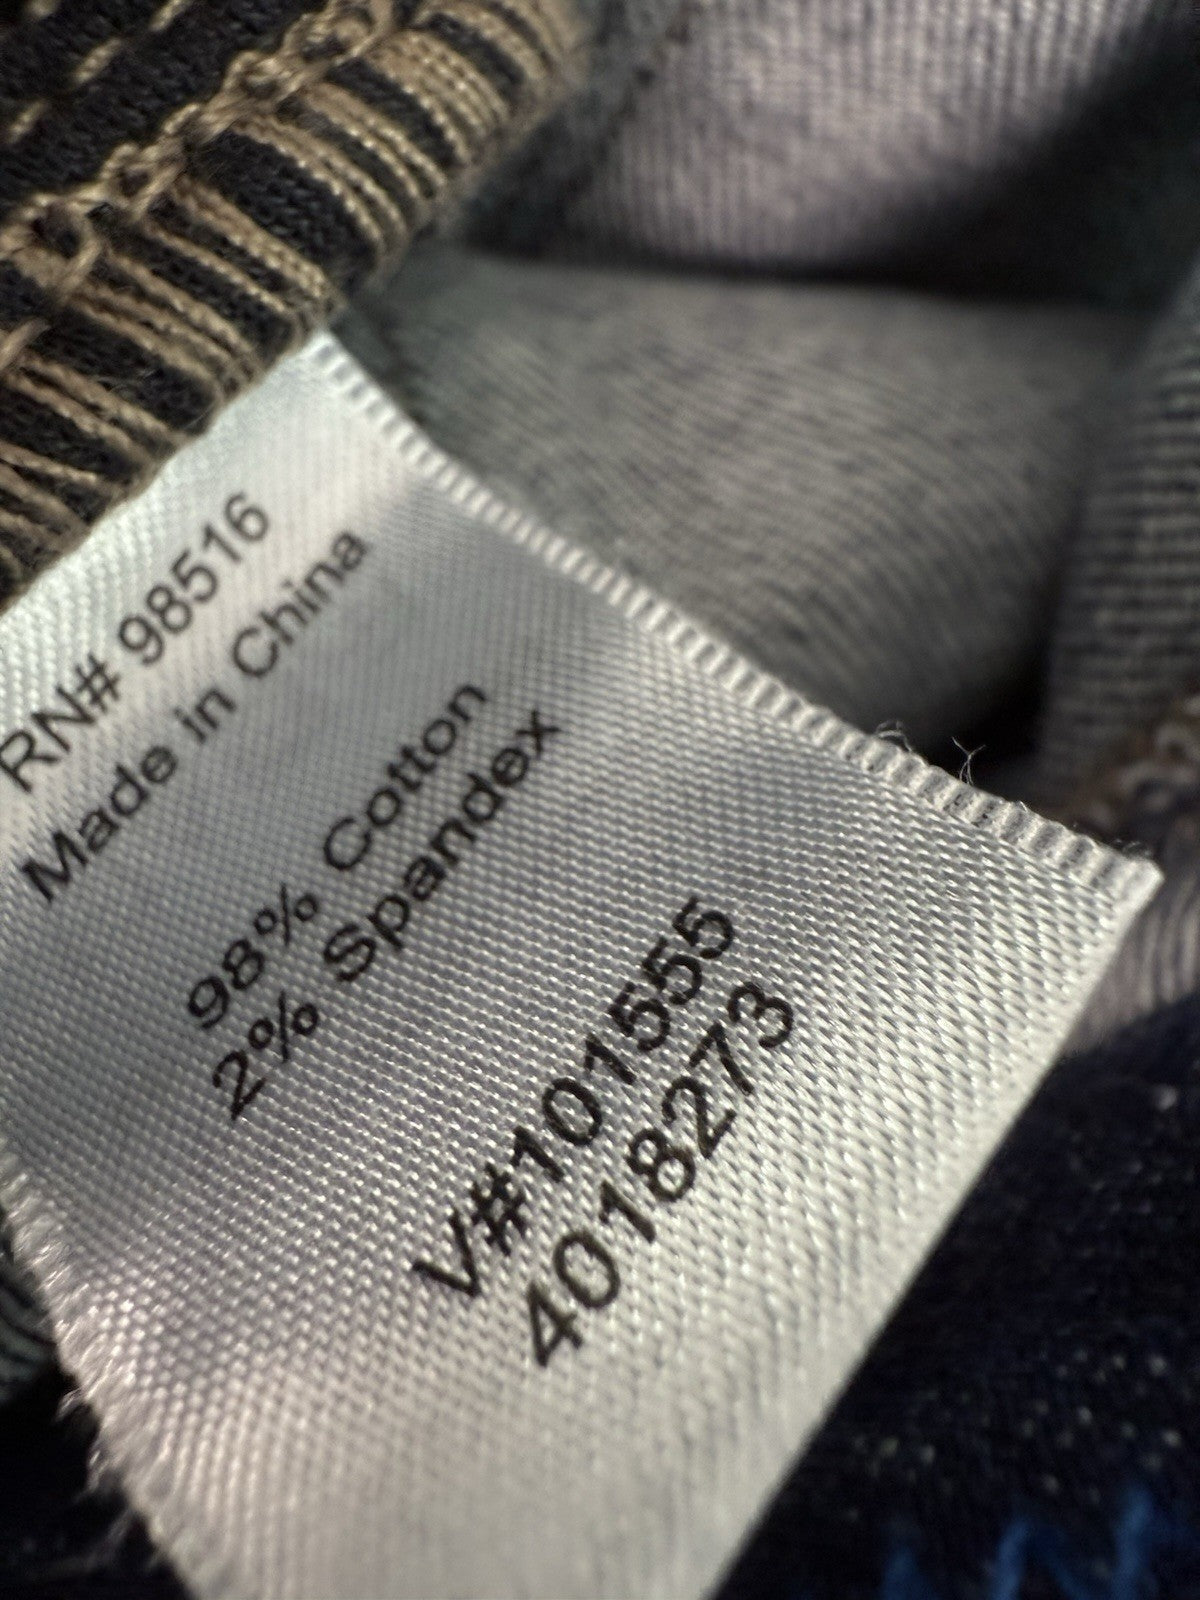 RN# 98516
Made in China
98% Cotton
2% Spandex
V#101555
4018273